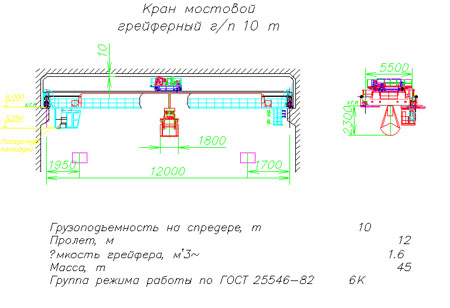 Кран мостовой
грейферный г/п 10 т
10
5500
2300
1800
1950
12000
1700
Грузоподъемность на спредере, т 10
Пролет, м 12
?мкость грейфера, м'3~ 1.6
Масса, т 45
Группа режима работы по ГОСТ 25546-82 6К